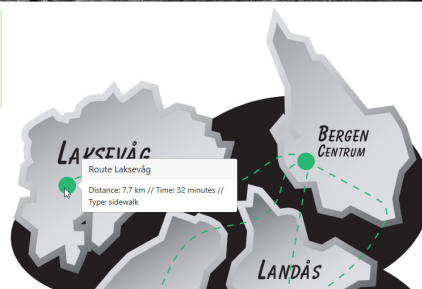 BERGEN
CENTRUM
LAKSEVÅG
Route Laksevåg
Distance: 7.7 km // Time: 32 minutes //
Type: sidewalk
LANDÅS